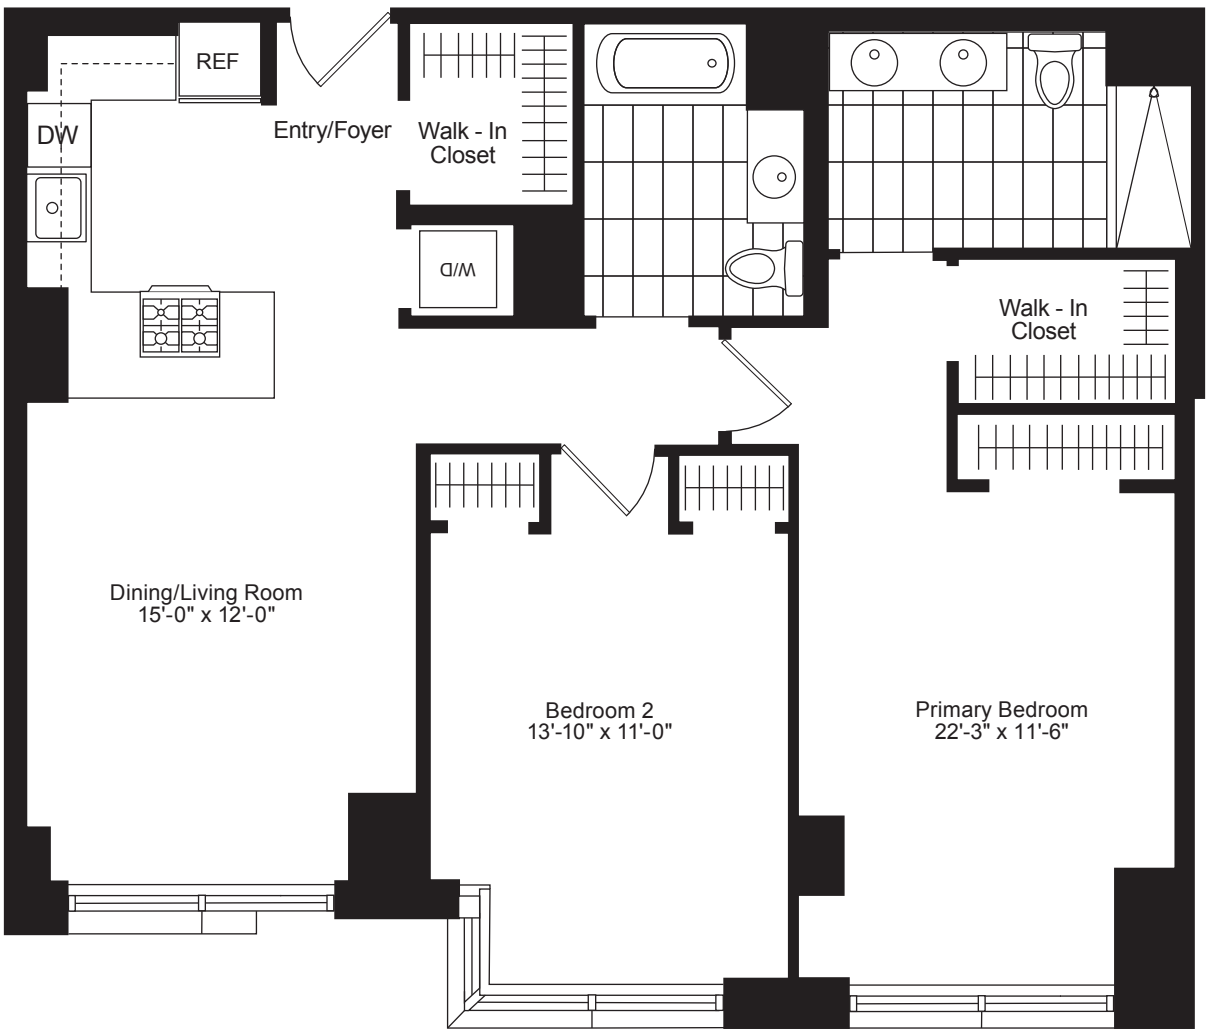 REF
DW
Entry/Foyer
Walk - In
Closet
W/D
Walk - In
Closet
Dining/Living Room
15'-0" x 12'-0"
Bedroom 2
13'-10" x 11'-0"
Primary Bedroom
22'-3" x 11'-6"